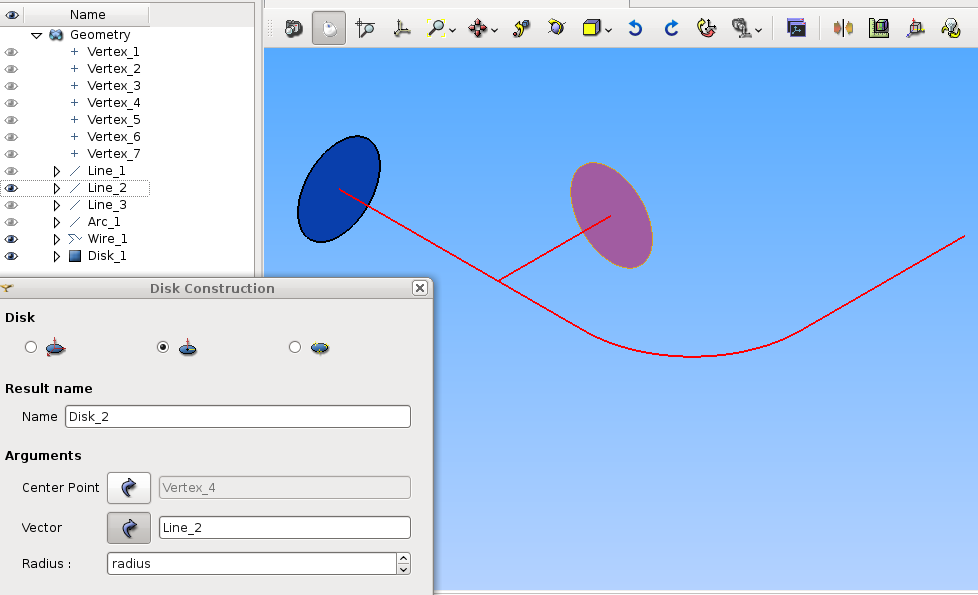 Name
Geometry
Vertex_1
Vertex_2
Vertex_3
Vertex_4
Vertex_5
Vertex_6
Vertex_7
Line_1
Line_2
Line_3
Arc_1
Wire_1
Disk_1
Disk Construction
Disk
Result name
Name Disk_2
Arguments
Center Point Vertex_4
Vector Line_2
Radius : radius